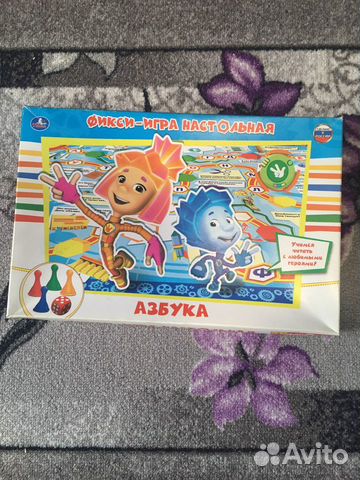 ФИКСИ-ИГРА НАСТОЛЬНАЯ
Учимся
читать
с любимыми
героями!
АЗБУКА
Avito